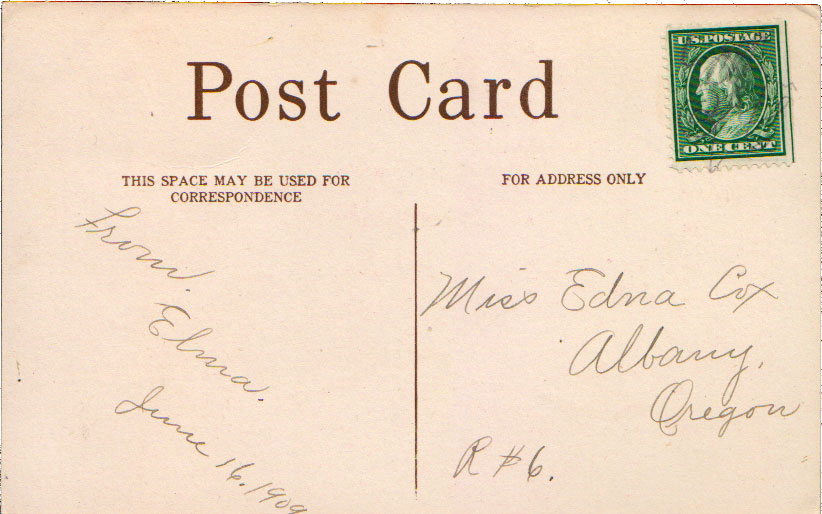 Post Card
U.S. POSTAGE
ONE CENT
THIS SPACE MAY BE USED FOR
CORRESPONDENCE
FOR ADDRESS ONLY
From.
Elma.
June 16, 1909
Miss Edna Cox
Albany,
Oregon
R #6.